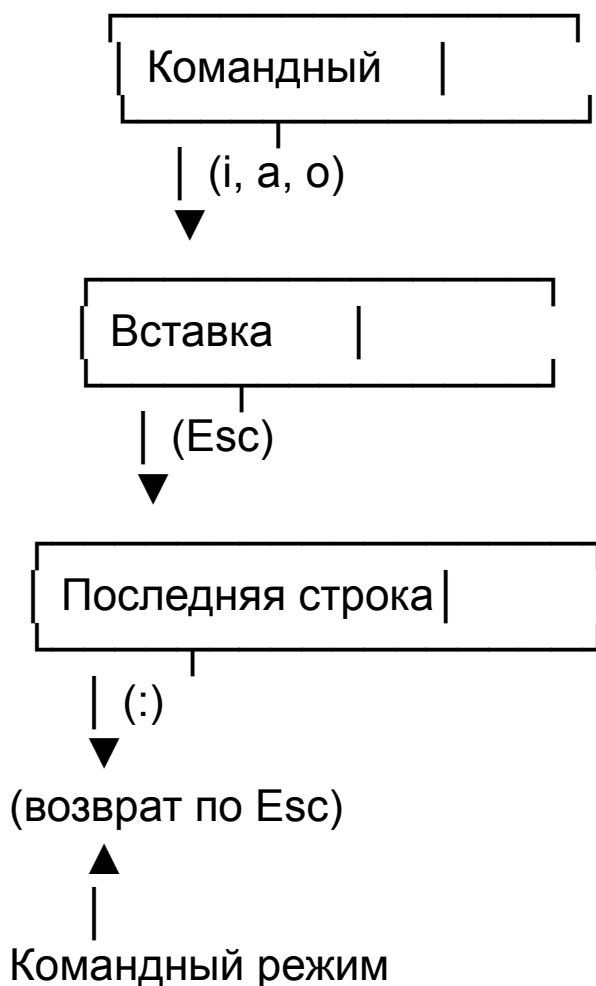 Командный
(i, a, o)
Вставка
(Esc)
Последняя строка
(:)
(возврат по Esc)
Командный режим